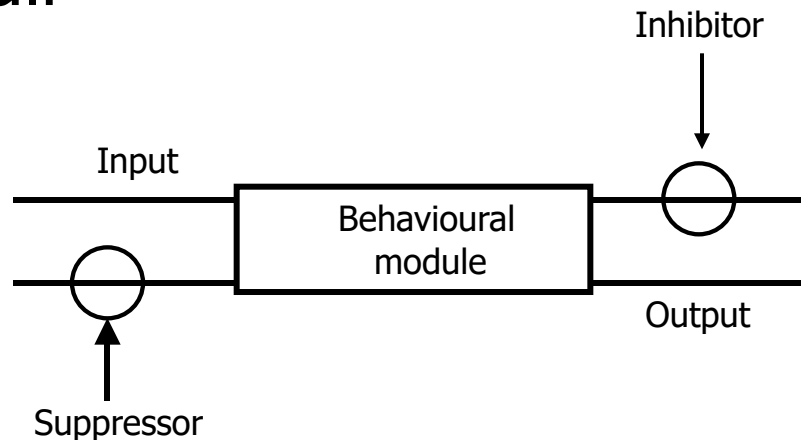 Inhibitor
Input
Behavioural
module
Output
Suppressor